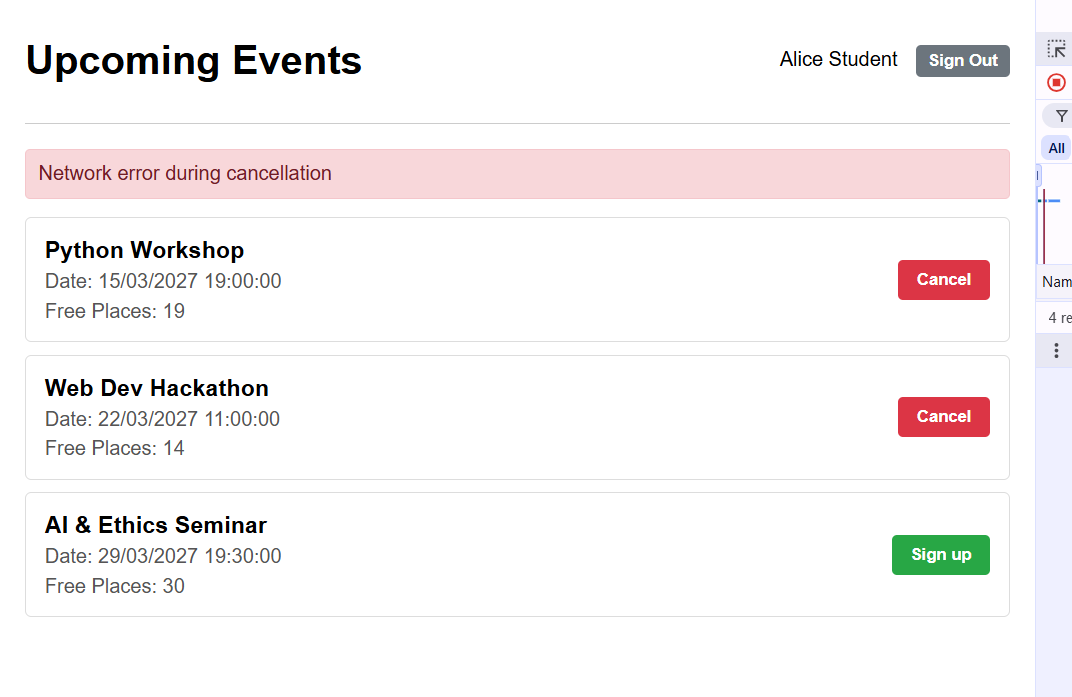 Upcoming Events
Alice Student
Sign Out
Network error during cancellation
Python Workshop
Date: 15/03/2027 19:00:00
Free Places: 19
Cancel
Web Dev Hackathon
Date: 22/03/2027 11:00:00
Free Places: 14
Cancel
AI & Ethics Seminar
Date: 29/03/2027 19:30:00
Free Places: 30
Sign up
All
Nam
4 re